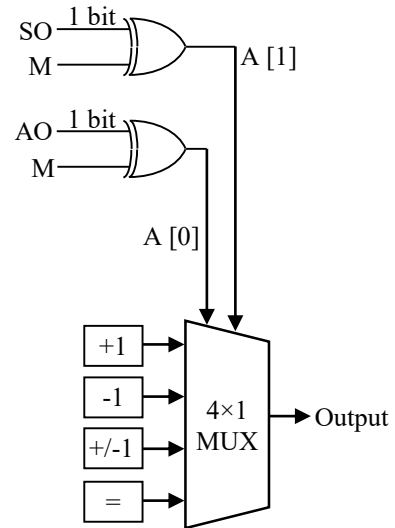 SO 1 bit
M
A [1]
AO 1 bit
M
A [0]
+1
-1
+/-1
=
4×1
MUX
Output